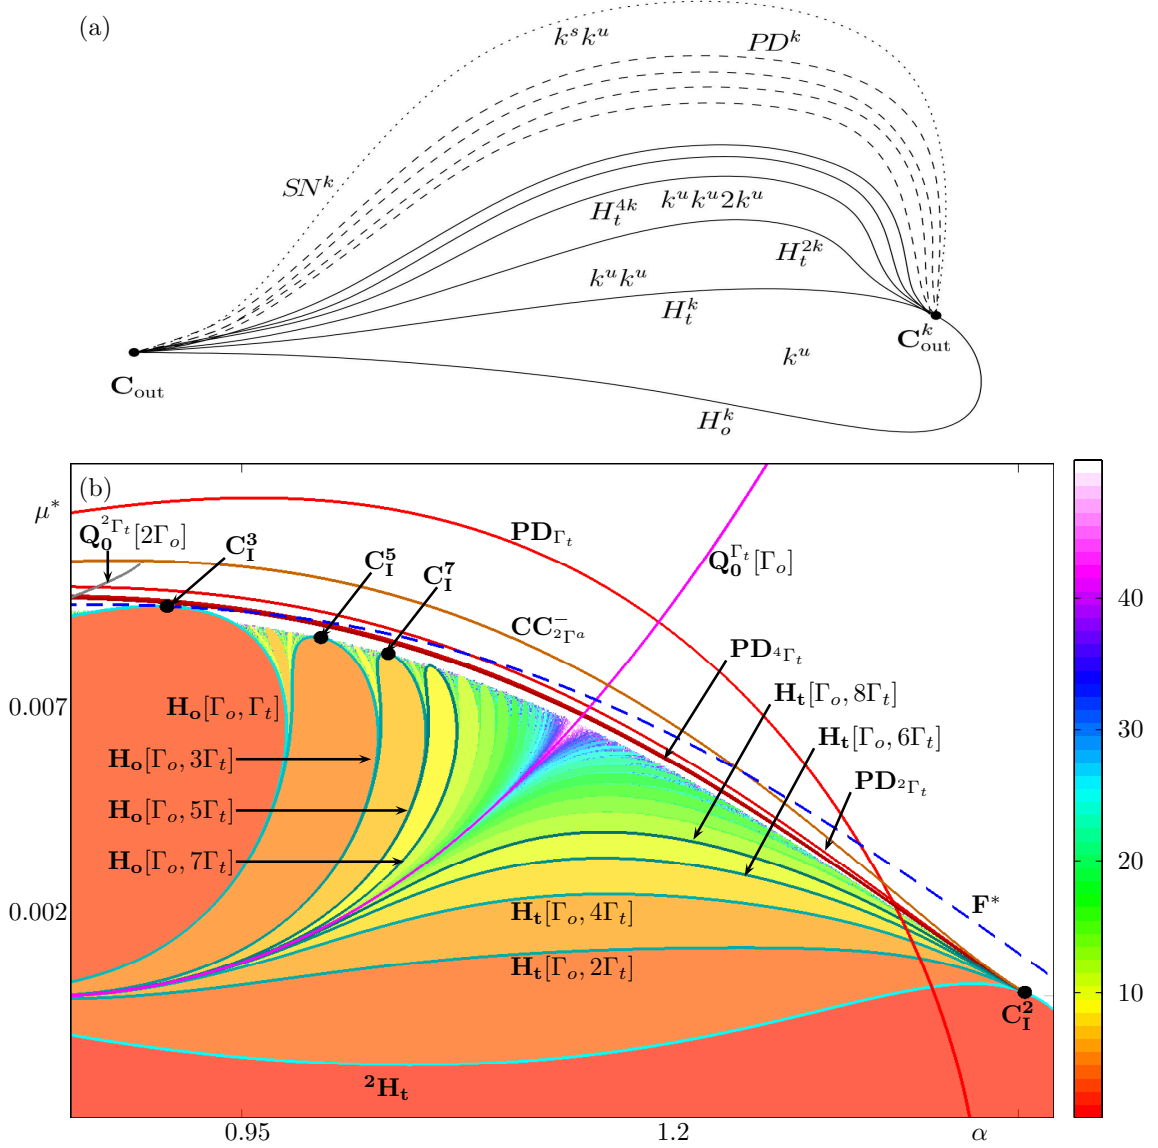 (a)
k^s k^u
PD^k
SN^k
H_t^{4k}
k^u k^u 2k^u
H_t^{2k}
k^u k^u
H_t^k
C_out^k
k^u
C_out
H_o^k
(b)
μ*
Q_0^{2Γ_t}[2Γ_o]
C_I^3
C_I^5
C_I^7
PD_{Γ_t}
Q_0^{Γ_t}[Γ_o]
CC^-_{2Γ^a}
PD_{4Γ_t}
H_t[Γ_o, 8Γ_t]
H_t[Γ_o, 6Γ_t]
PD_{2Γ_t}
0.007
H_o[Γ_o, Γ_t]
H_o[Γ_o, 3Γ_t]
H_o[Γ_o, 5Γ_t]
H_o[Γ_o, 7Γ_t]
F*
0.002
H_t[Γ_o, 4Γ_t]
H_t[Γ_o, 2Γ_t]
C_I^2
^2H_t
0.95
1.2
α
40
30
20
10